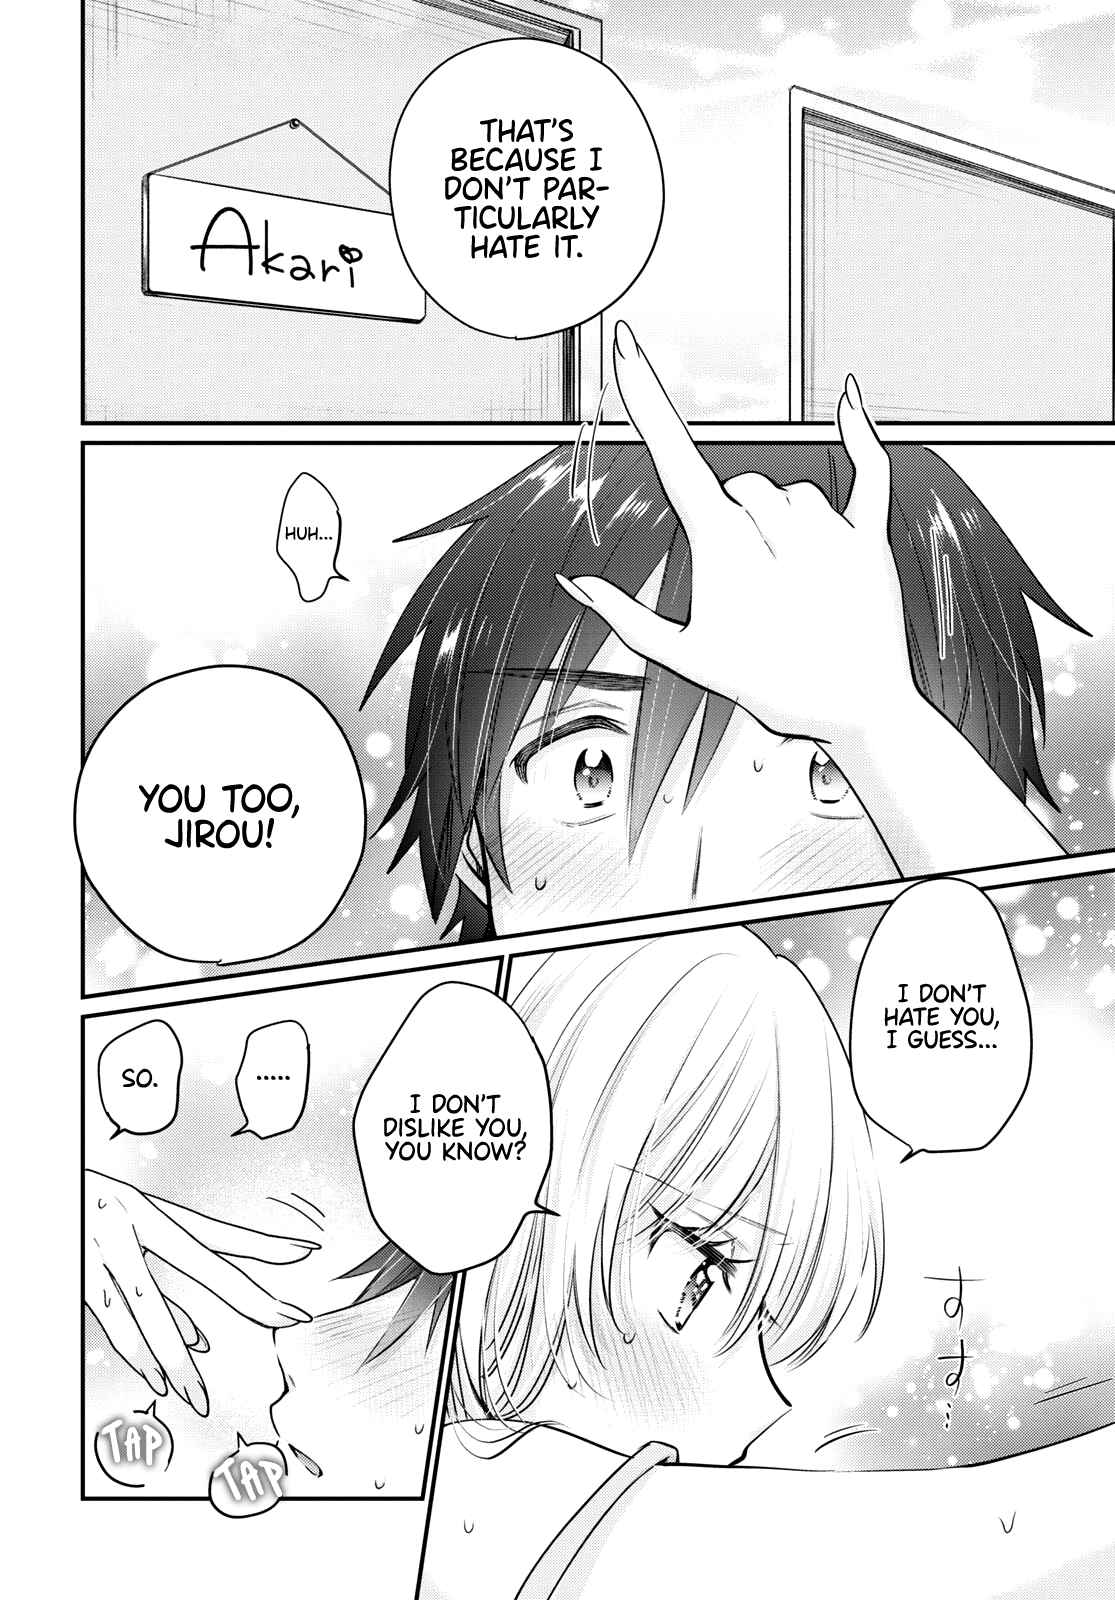 THAT'S
BECAUSE I
DON'T PAR-
TICULARLY
HATE IT.
Akari
HUH...
YOU TOO,
JIROU!
I DON'T
HATE YOU,
I GUESS...
I DON'T
DISLIKE YOU,
YOU KNOW?
す
す...
.....
SO.
TAP
TAP